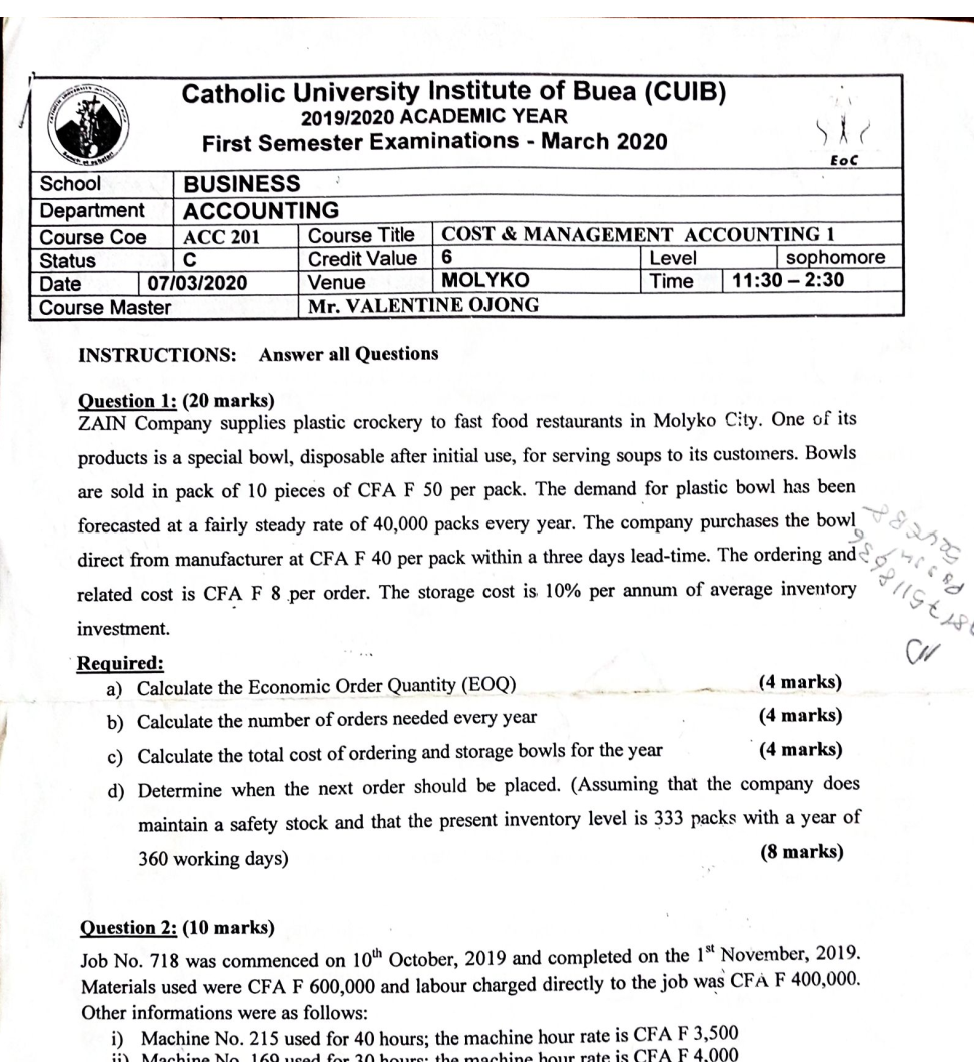 Catholic University Institute of Buea (CUIB)
2019/2020 ACADEMIC YEAR
First Semester Examinations - March 2020
EoC
School BUSINESS
Department ACCOUNTING
Course Coe ACC 201 Course Title COST & MANAGEMENT ACCOUNTING 1
Status C Credit Value 6 Level sophomore
Date 07/03/2020 Venue MOLYKO Time 11:30 – 2:30
Course Master Mr. VALENTINE OJONG
INSTRUCTIONS: Answer all Questions
Question 1: (20 marks)
ZAIN Company supplies plastic crockery to fast food restaurants in Molyko City. One of its
products is a special bowl, disposable after initial use, for serving soups to its customers. Bowls
are sold in pack of 10 pieces of CFA F 50 per pack. The demand for plastic bowl has been
forecasted at a fairly steady rate of 40,000 packs every year. The company purchases the bowl
direct from manufacturer at CFA F 40 per pack within a three days lead-time. The ordering and
related cost is CFA F 8 per order. The storage cost is 10% per annum of average inventory
investment.
Required:
a) Calculate the Economic Order Quantity (EOQ) (4 marks)
b) Calculate the number of orders needed every year (4 marks)
c) Calculate the total cost of ordering and storage bowls for the year (4 marks)
d) Determine when the next order should be placed. (Assuming that the company does
maintain a safety stock and that the present inventory level is 333 packs with a year of
360 working days) (8 marks)
Question 2: (10 marks)
Job No. 718 was commenced on 10th October, 2019 and completed on the 1st November, 2019.
Materials used were CFA F 600,000 and labour charged directly to the job was CFA F 400,000.
Other informations were as follows:
i) Machine No. 215 used for 40 hours; the machine hour rate is CFA F 3,500
ii) Machine No. 169 used for 30 hours; the machine hour rate is CFA F 4,000